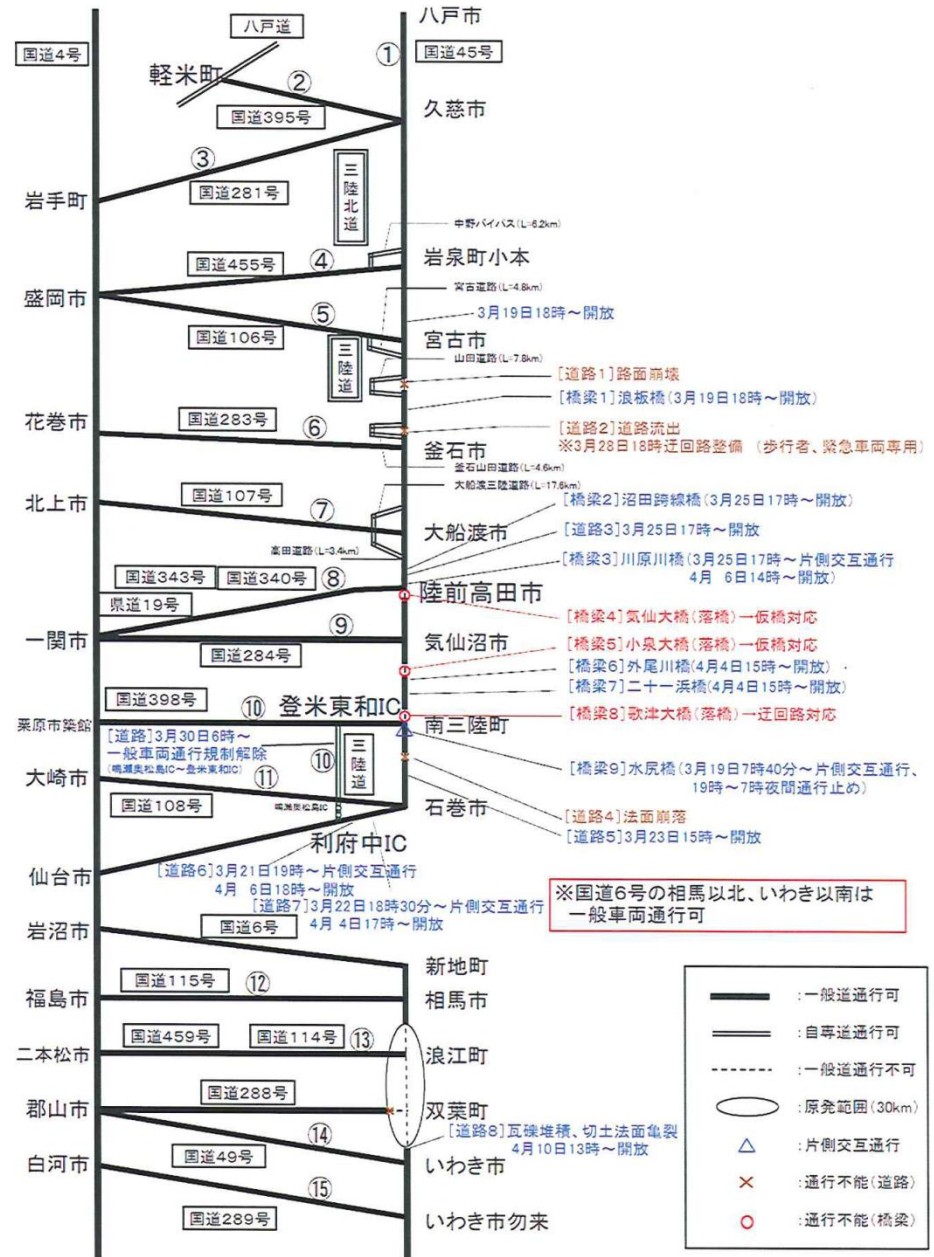 八戸市
国道4号
八戸道
①
国道45号
軽米町
②
久慈市
国道395号
③
三陸北道
岩手町
国道281号
中野バイパス(L=6.2km)
国道455号
④
岩泉町小本
宮古道路(L=4.8km)
盛岡市
⑤
3月19日18時～開放
国道106号
宮古市
三陸道
山田道路(L=7.8km)
[道路1]路面崩壊
[橋梁1]浪板橋(3月19日18時～開放)
花巻市
国道283号
⑥
[道路2]道路流出
※3月28日18時迂回路整備 (歩行者、緊急車両専用)
釜石市
釜石山田道路(L=4.6km)
大船渡三陸道路(L=17.6km)
北上市
国道107号
⑦
[橋梁2]沼田跨線橋(3月25日17時～開放)
大船渡市
[道路3]3月25日17時～開放
高田道路(L=3.4km)
[橋梁3]川原川橋(3月25日17時～片側交互通行
4月 6日14時～開放)
国道343号
国道340号
⑧
陸前高田市
県道19号
[橋梁4]気仙大橋(落橋)→仮橋対応
一関市
⑨
気仙沼市
[橋梁5]小泉大橋(落橋)→仮橋対応
国道284号
[橋梁6]外尾川橋(4月4日15時～開放)
[橋梁7]二十一浜橋(4月4日15時～開放)
国道398号
⑩
登米東和IC
[橋梁8]歌津大橋(落橋)→迂回路対応
栗原市築館
南三陸町
[道路]3月30日6時～
一般車両通行規制解除
(鳴瀬奥松島IC～登米東和IC)
⑩
三陸道
[橋梁9]水尻橋(3月19日7時40分～片側交互通行、
19時～7時夜間通行止め)
大崎市
⑪
国道108号
鳴瀬奥松島IC
石巻市
[道路4]法面崩落
[道路5]3月23日15時～開放
利府中IC
仙台市
[道路6]3月21日19時～片側交互通行
4月 6日18時～開放
[道路7]3月22日18時30分～片側交互通行
4月 4日17時～開放
※国道6号の相馬以北、いわき以南は
一般車両通行可
岩沼市
国道6号
新地町
国道115号
⑫
福島市
相馬市
国道459号
国道114号
⑬
二本松市
浪江町
国道288号
郡山市
双葉町
[道路8]瓦礫堆積、切土法面亀裂
4月10日13時～開放
⑭
国道49号
いわき市
白河市
⑮
国道289号
いわき市勿来
:一般道通行可
:自専道通行可
:一般道通行不可
:原発範囲(30km)
:片側交互通行
:通行不能(道路)
:通行不能(橋梁)